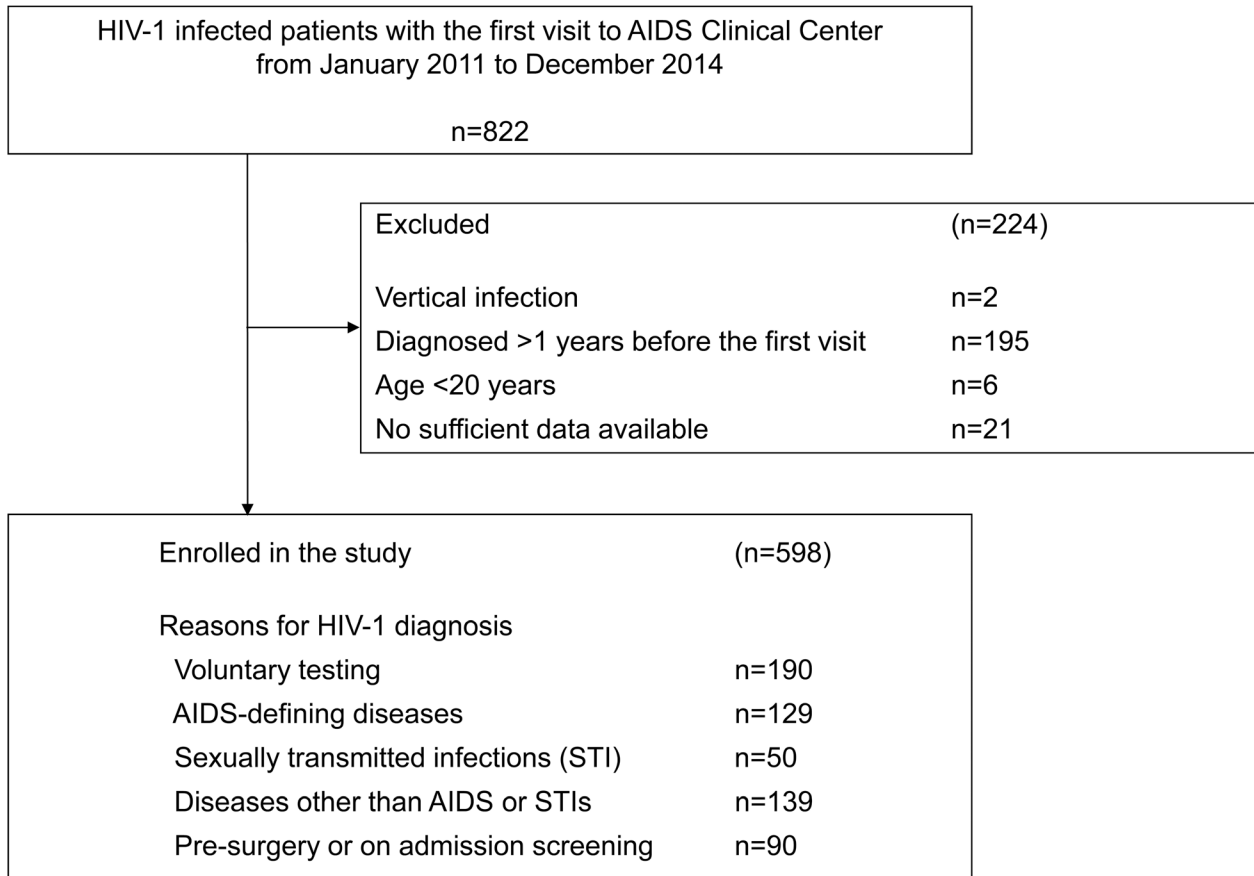 HIV-1 infected patients with the first visit to AIDS Clinical Center
from January 2011 to December 2014
n=822
Excluded (n=224)
Vertical infection n=2
Diagnosed >1 years before the first visit n=195
Age <20 years n=6
No sufficient data available n=21
Enrolled in the study (n=598)
Reasons for HIV-1 diagnosis
Voluntary testing n=190
AIDS-defining diseases n=129
Sexually transmitted infections (STI) n=50
Diseases other than AIDS or STIs n=139
Pre-surgery or on admission screening n=90